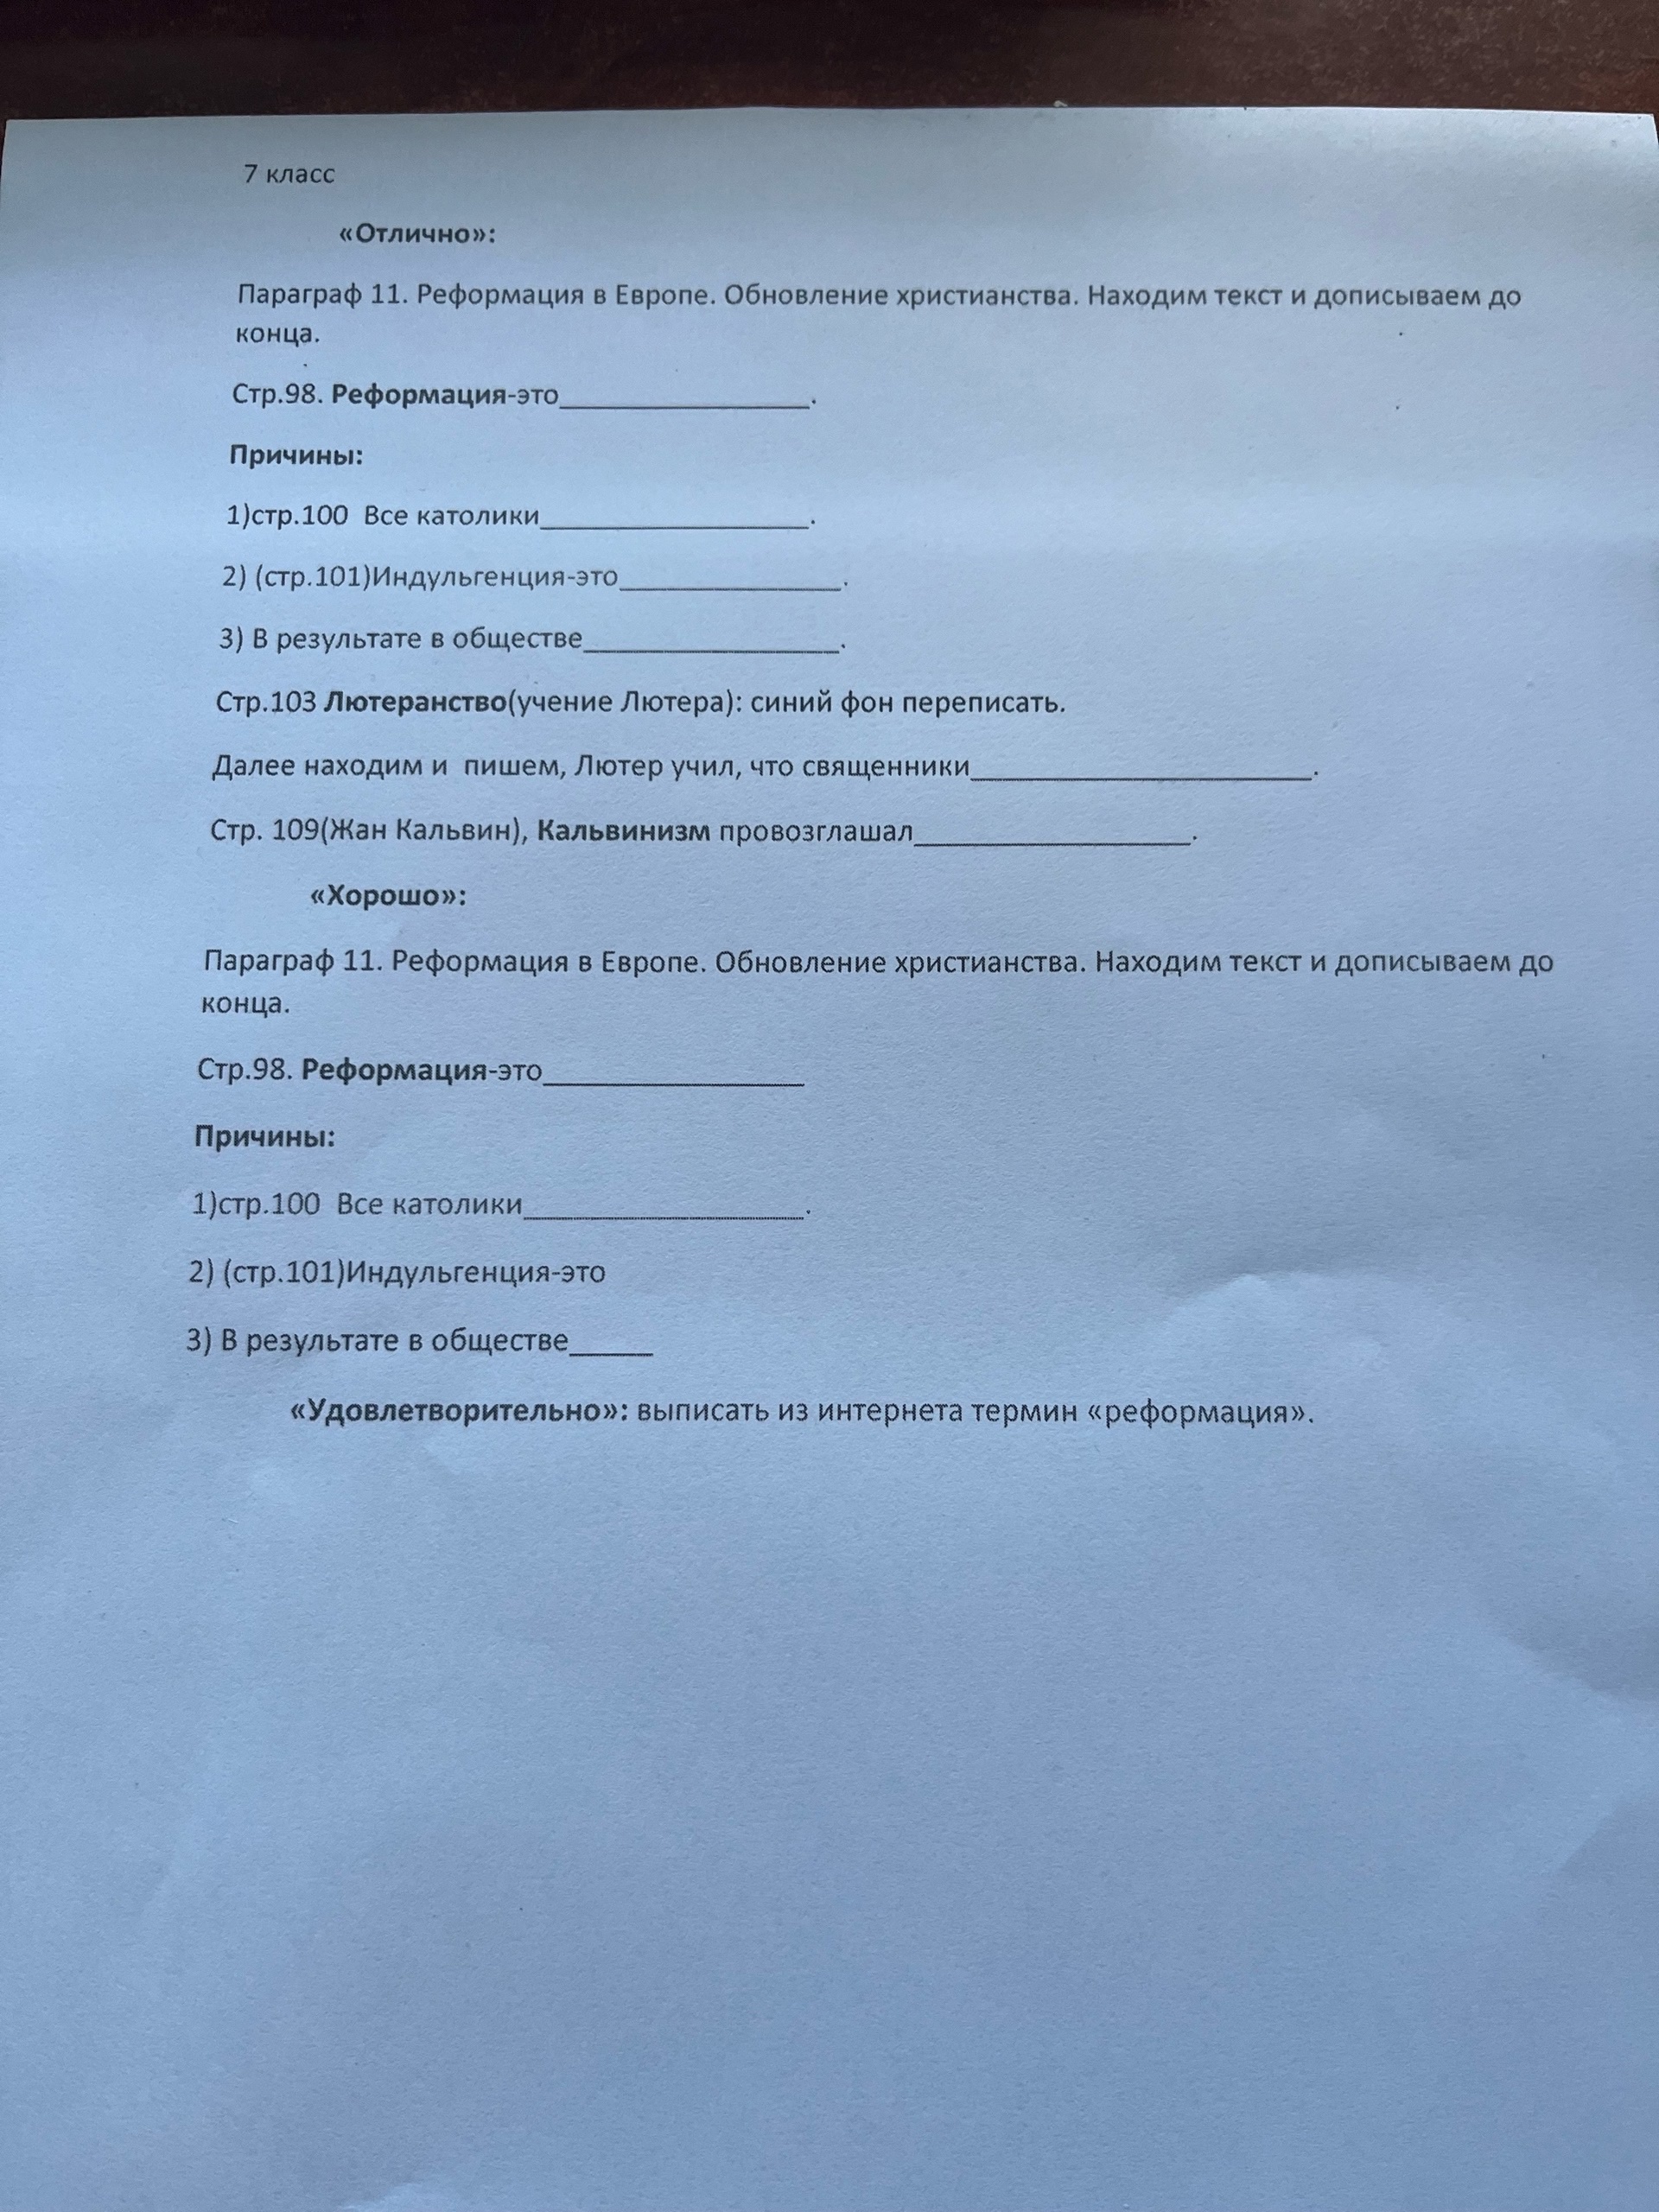 7 класс
«Отлично»:
Параграф 11. Реформация в Европе. Обновление христианства. Находим текст и дописываем до
конца.
Стр.98. Реформация-это_________________.
Причины:
1)стр.100  Все католики__________________.
2) (стр.101)Индульгенция-это_______________.
3) В результате в обществе_________________.
Стр.103 Лютеранство(учение Лютера): синий фон переписать.
Далее находим и  пишем, Лютер учил, что священники______________________.
Стр. 109(Жан Кальвин), Кальвинизм провозглашал__________________.
«Хорошо»:
Параграф 11. Реформация в Европе. Обновление христианства. Находим текст и дописываем до
конца.
Стр.98. Реформация-это_________________
Причины:
1)стр.100  Все католики__________________.
2) (стр.101)Индульгенция-это
3) В результате в обществе_____
«Удовлетворительно»: выписать из интернета термин «реформация».